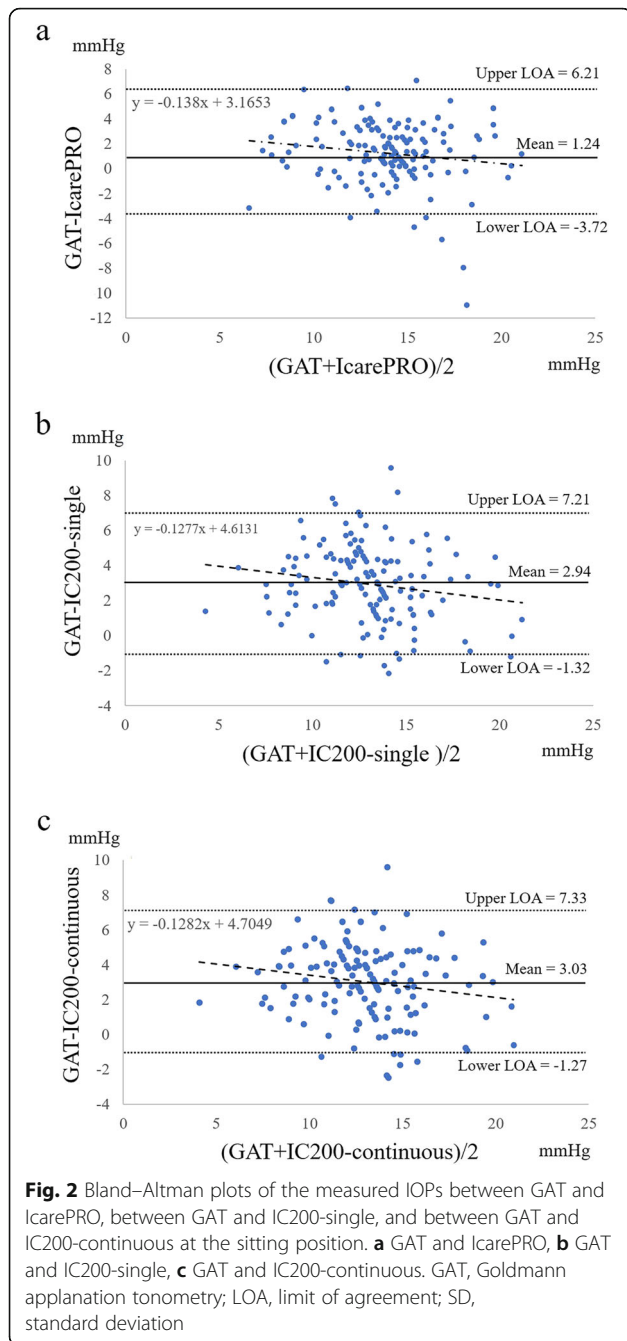 a
mmHg
8
6
4
2
0
-2
-4
-6
-8
10
-12
0
5
10
15
20
25
Upper LOA = 6.21
y = -0.138x + 3.1653
Mean = 1.24
Lower LOA = -3.72
GAT-IcarePRO
(GAT+IcarePRO)/2
mmHg
b
mmHg
10
8
6
4
2
0
-2
-4
0
5
10
15
20
25
Upper LOA = 7.21
y = -0.1277x + 4.6131
Mean = 2.94
Lower LOA = -1.32
GAT-IC200-single
(GAT+IC200-single )/2
mmHg
c
mmHg
10
8
6
4
2
0
-2
-4
0
5
10
15
20
25
Upper LOA = 7.33
y = -0.1282x + 4.7049
Mean = 3.03
Lower LOA = -1.27
GAT-IC200-continuous
(GAT+IC200-continuous)/2
mmHg
Fig. 2 Bland–Altman plots of the measured IOPs between GAT and
IcarePRO, between GAT and IC200-single, and between GAT and
IC200-continuous at the sitting position. a GAT and IcarePRO, b GAT
and IC200-single, c GAT and IC200-continuous. GAT, Goldmann
applanation tonometry; LOA, limit of agreement; SD,
standard deviation